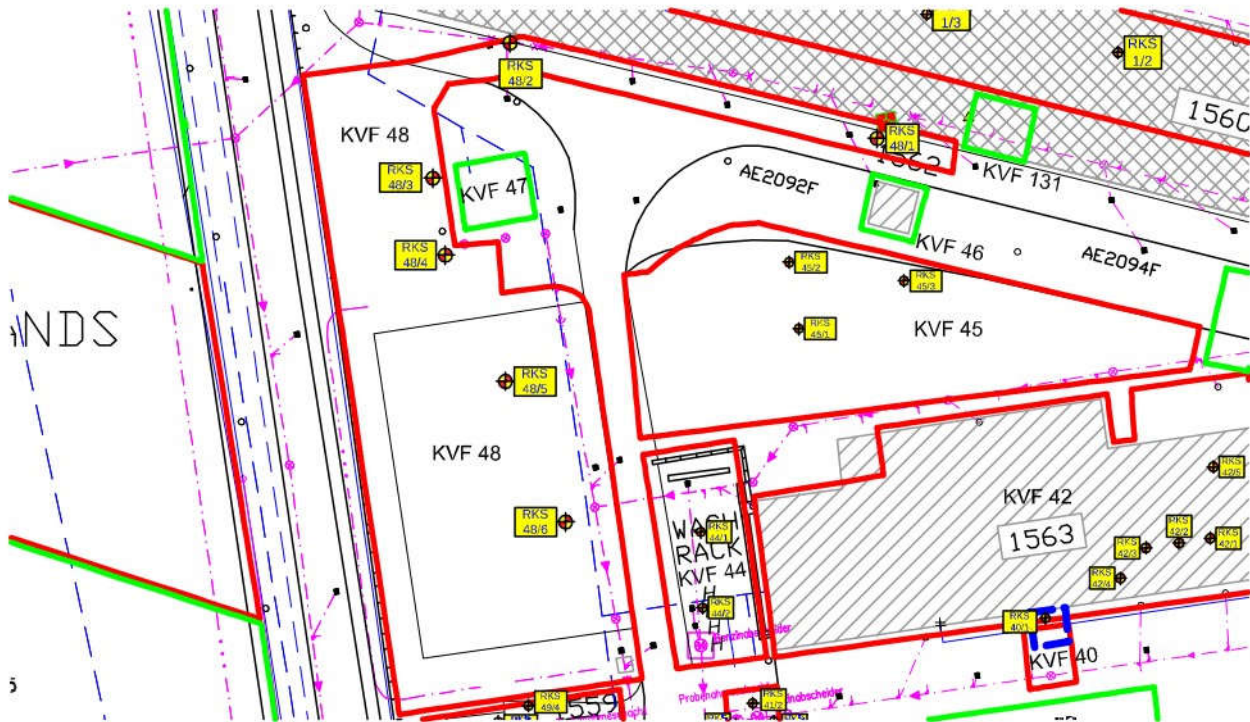 RKS
1/3
RKS
1/2
RKS
48/2
1560
KVF 48
RKS
48/1
1562
KVF 131
AE2092F
RKS
48/3
KVF 47
KVF 46
RKS
48/4
AE2094F
RKS
45/2
RKS
45/3
ANDS
RKS
45/1
KVF 45
RKS
48/5
KVF 48
RKS
42/5
KVF 42
RKS
48/6
WASH
RACK
KVF 44
RKS
44/1
1563
RKS
42/2
RKS
42/1
RKS
42/3
RKS
42/4
RKS
44/2
H
H
H
RKS
40/1
KVF 40
RKS
49/4
1559
RKS
41/2